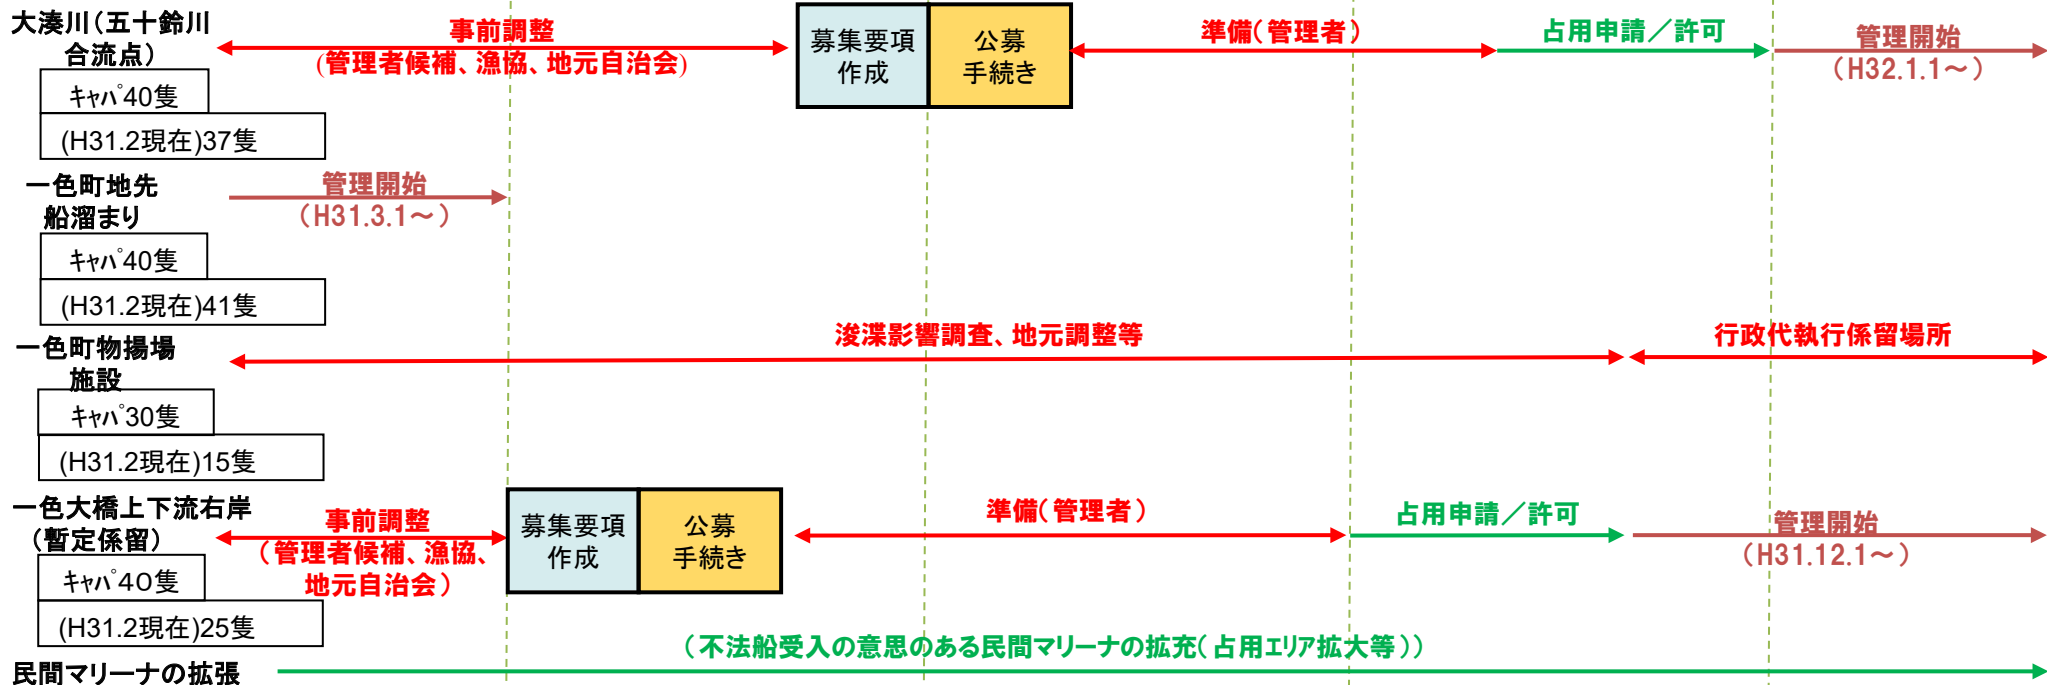 大湊川（五十鈴川
合流点）
事前調整
(管理者候補、漁協、地元自治会)
募集要項
作成
公募
手続き
準備（管理者）
占用申請／許可
管理開始
（H32.1.1～）
ｷｬﾊﾟ40隻
(H31.2現在)37隻
一色町地先
船溜まり
管理開始
（H31.3.1～）
ｷｬﾊﾟ40隻
(H31.2現在)41隻
一色町物揚場
施設
浚渫影響調査、地元調整等
行政代執行係留場所
ｷｬﾊﾟ30隻
(H31.2現在)15隻
一色大橋上下流右岸
（暫定係留）
事前調整
（管理者候補、漁協、
地元自治会）
募集要項
作成
公募
手続き
準備（管理者）
占用申請／許可
管理開始
（H31.12.1～）
ｷｬﾊﾟ４０隻
(H31.2現在)25隻
（不法船受入の意思のある民間マリーナの拡充（占用ｴﾘｱ拡大等））
民間マリーナの拡張